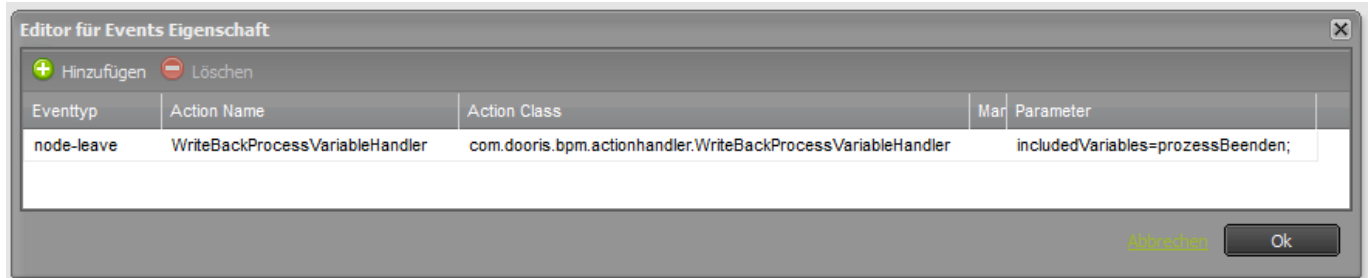 Editor für Events Eigenschaft
Hinzufügen Löschen
Eventtyp Action Name Action Class Mar Parameter
node-leave WriteBackProcessVariableHandler com.dooris.bpm.actionhandler.WriteBackProcessVariableHandler includedVariables=prozessBeenden;
Abbrechen Ok